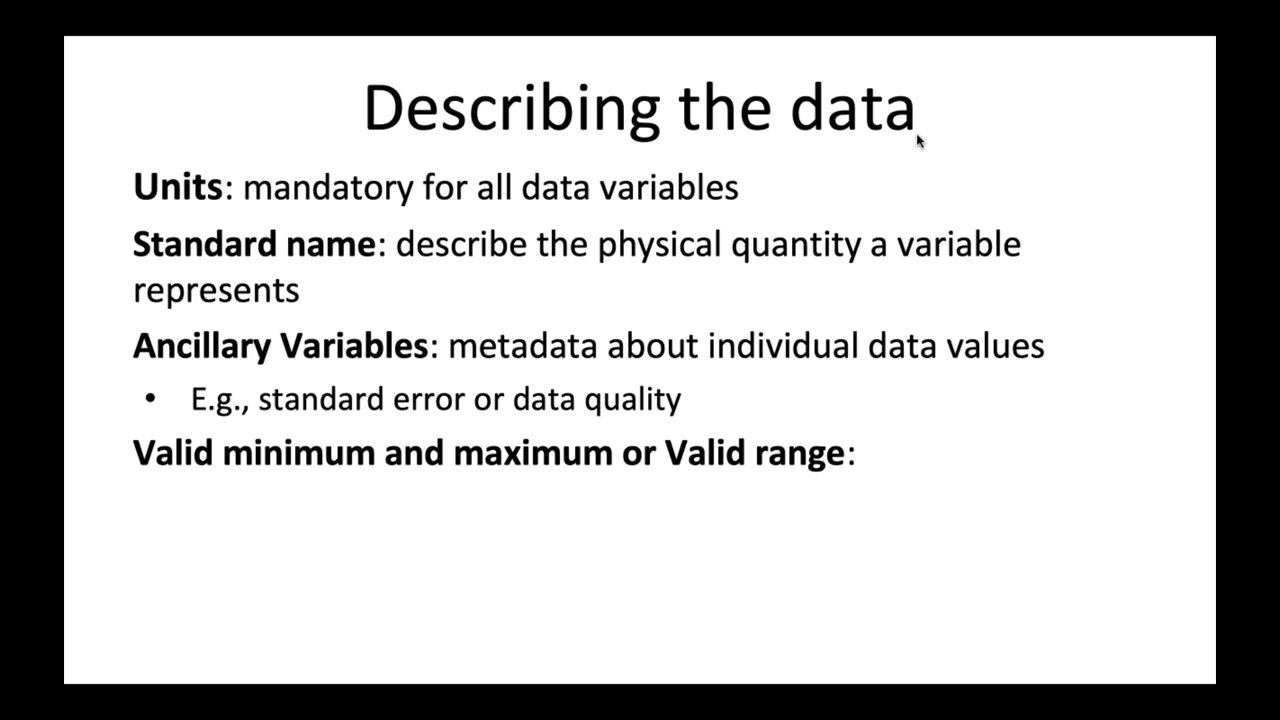 Describing the data
Units: mandatory for all data variables
Standard name: describe the physical quantity a variable
represents
Ancillary Variables: metadata about individual data values
• E.g., standard error or data quality
Valid minimum and maximum or Valid range: